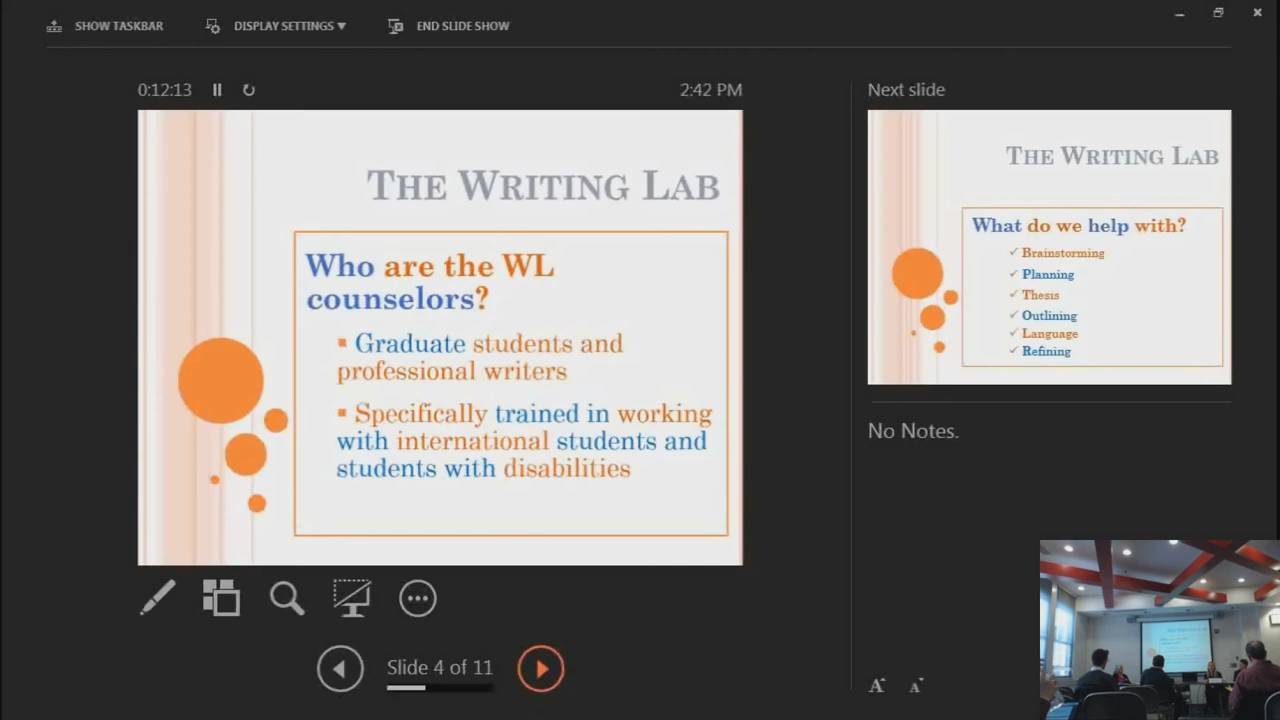 SHOW TASKBAR
DISPLAY SETTINGS ▼
END SLIDE SHOW
0:12:13
2:42 PM
THE WRITING LAB
Who are the WL
counselors?
▪ Graduate students and
professional writers
▪ Specifically trained in working
with international students and
students with disabilities
Slide 4 of 11
Next slide
THE WRITING LAB
What do we help with?
✓ Brainstorming
✓ Planning
✓ Thesis
✓ Outlining
✓ Language
✓ Refining
No Notes.
A A